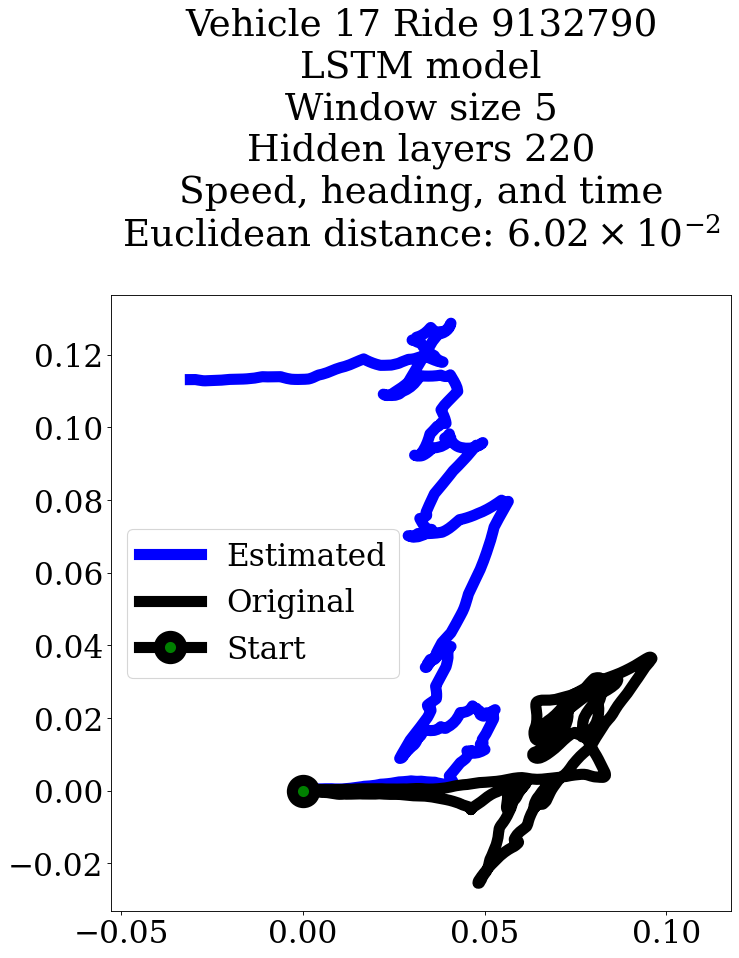 Vehicle 17 Ride 9132790
LSTM model
Window size 5
Hidden layers 220
Speed, heading, and time
Euclidean distance: 6.02 × 10⁻²
0.12
0.10
0.08
0.06
0.04
0.02
0.00
−0.02
Estimated
Original
Start
−0.05 0.00 0.05 0.10